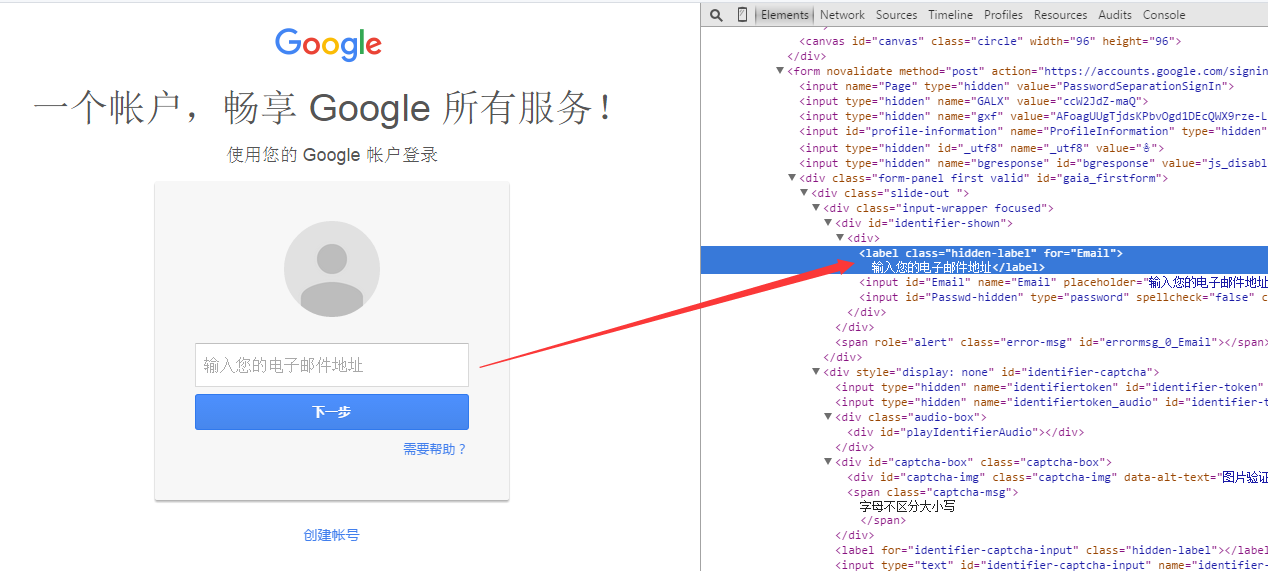 Google
一个帐户，畅享 Google 所有服务！
使用您的 Google 帐户登录
输入您的电子邮件地址
下一步
需要帮助？
创建帐号
Elements Network Sources Timeline Profiles Resources Audits Console
<canvas id="canvas" class="circle" width="96" height="96">
</div>
<form novalidate method="post" action="https://accounts.google.com/signin
<input name="Page" type="hidden" value="PasswordSeparationSignIn">
<input type="hidden" name="GALX" value="ccW2JdZ-maQ">
<input type="hidden" name="gxf" value="AFoagUUgTjdsKPbvOgd1DEcQWX9rze-L
<input id="profile-information" name="ProfileInformation" type="hidden"
<input type="hidden" id="_utf8" name="_utf8" value="
<input type="hidden" name="bgresponse" id="bgresponse" value="js_disabl
<div class="form-panel first valid" id="gaia_firstform">
<div class="slide-out ">
<div class="input-wrapper focused">
<div id="identifier-shown">
<div>
<label class="hidden-label" for="Email">
输入您的电子邮件地址</label>
<input id="Email" name="Email" placeholder="输入您的电子邮件地址
<input id="Passwd-hidden" type="password" spellcheck="false" c
</div>
</div>
<span role="alert" class="error-msg" id="errormsg_0_Email"></span>
</div>
<div style="display: none" id="identifier-captcha">
<input type="hidden" name="identifiertoken" id="identifier-token"
<input type="hidden" name="identifiertoken_audio" id="identifier-t
<div class="audio-box">
<div id="playIdentifierAudio"></div>
</div>
<div id="captcha-box" class="captcha-box">
<div id="captcha-img" class="captcha-img" data-alt-text="图片验证
<span class="captcha-msg">
字母不区分大小写
</span>
</div>
<label for="identifier-captcha-input" class="hidden-label"></label
<input type="text" id="identifier-captcha-input" name="identifier-